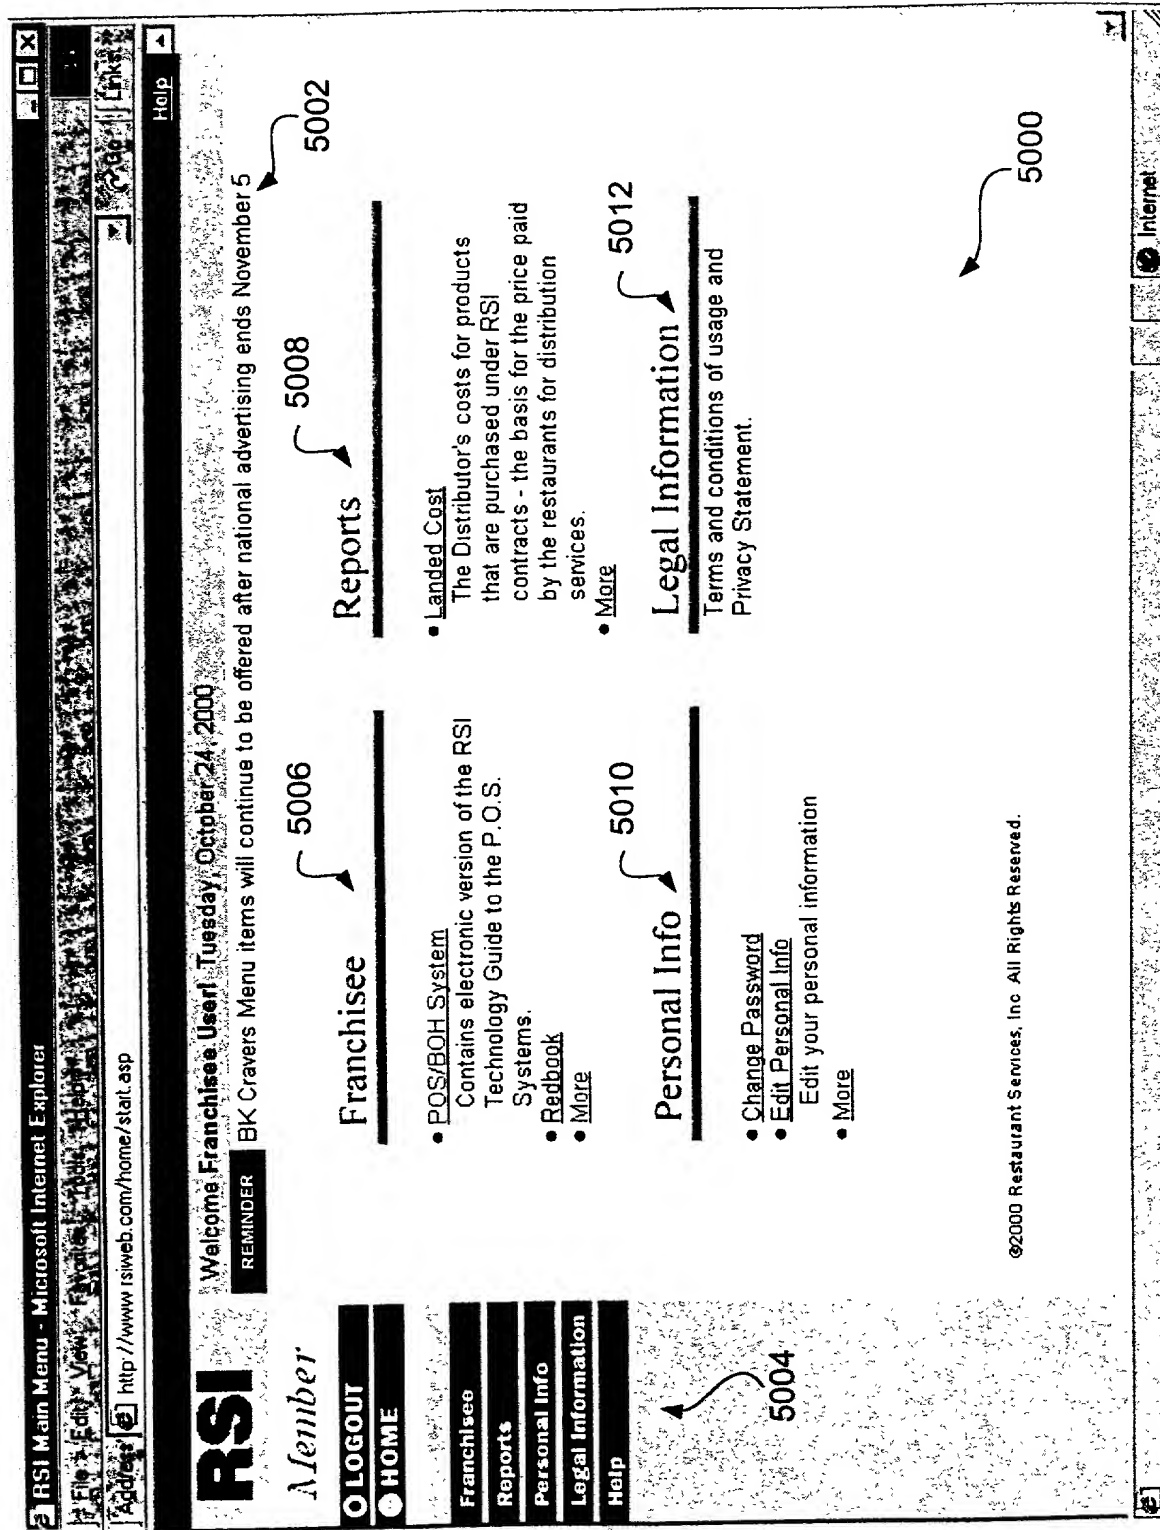 RSI Main Menu - Microsoft Internet Explorer
File Edit View Favorites Tools Help
Address http://www.rsiweb.com/home/start.asp Go Links
Help
RSI
Member
LOGOUT
HOME
Franchisee
Reports
Personal Info
Legal Information
Help
5004
Welcome Franchisee User! Tuesday, October 24, 2000
REMINDER BK Cravers Menu items will continue to be offered after national advertising ends November 5
5002
Franchisee
5006
• POS/BOH System
Contains electronic version of the RSI
Technology Guide to the P.O.S.
Systems.
• Redbook
• More
Reports
5008
• Landed Cost
The Distributor's costs for products
that are purchased under RSI
contracts - the basis for the price paid
by the restaurants for distribution
services.
• More
Personal Info
5010
• Change Password
• Edit Personal Info
Edit your personal information
• More
Legal Information
5012
Terms and conditions of usage and
Privacy Statement.
5000
©2000 Restaurant Services, Inc All Rights Reserved.
Internet